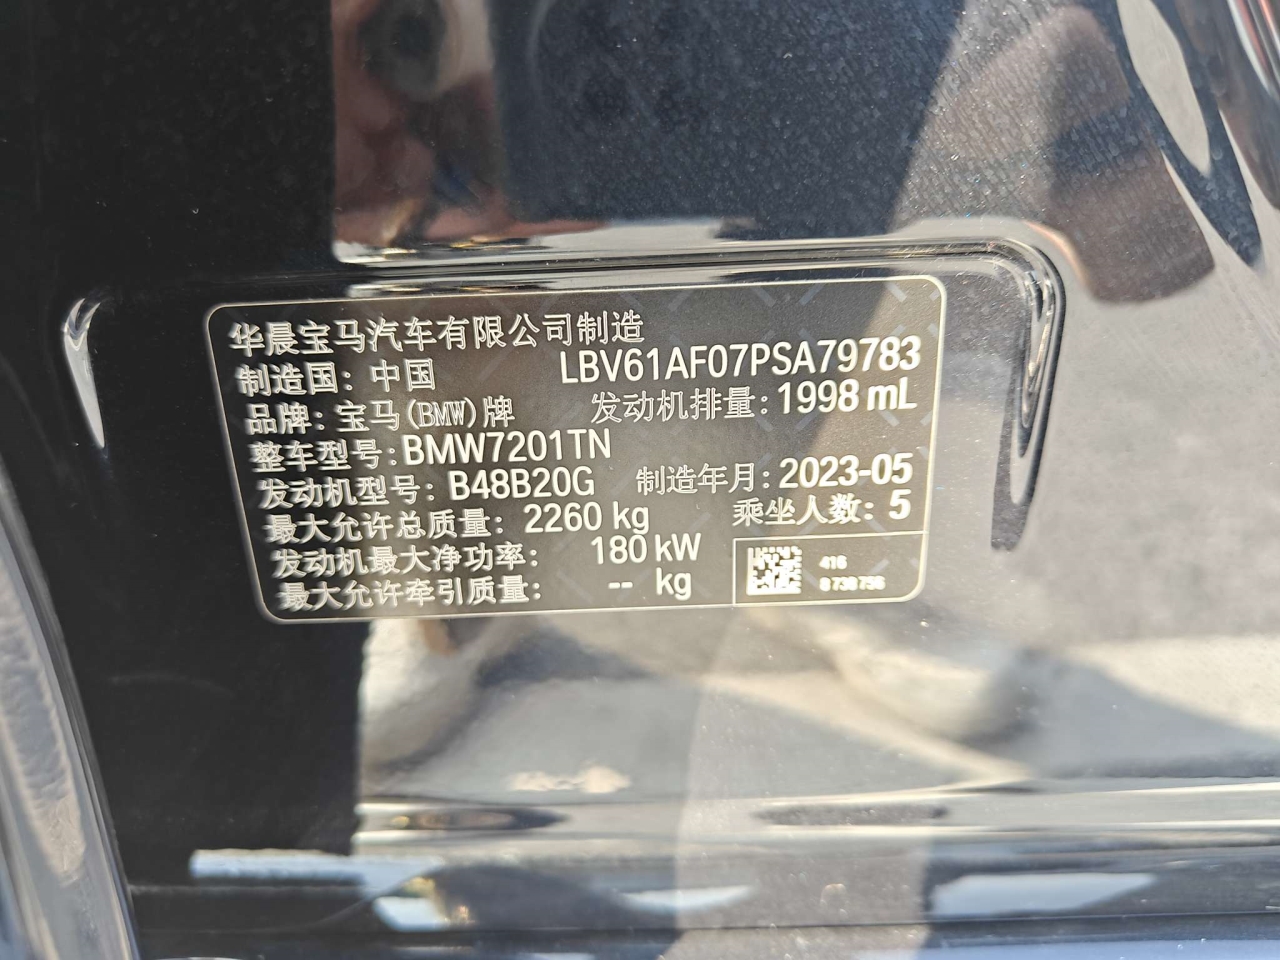 华晨宝马汽车有限公司制造
制造国：中国 LBV61AF07PSA79783
品牌：宝马(BMW)牌 发动机排量：1998 mL
整车型号：BMW7201TN
发动机型号：B48B20G 制造年月：2023-05
最大允许总质量：2260 kg 乘坐人数：5
发动机最大净功率：180 kW
最大允许牵引质量：-- kg
416
8 738 756